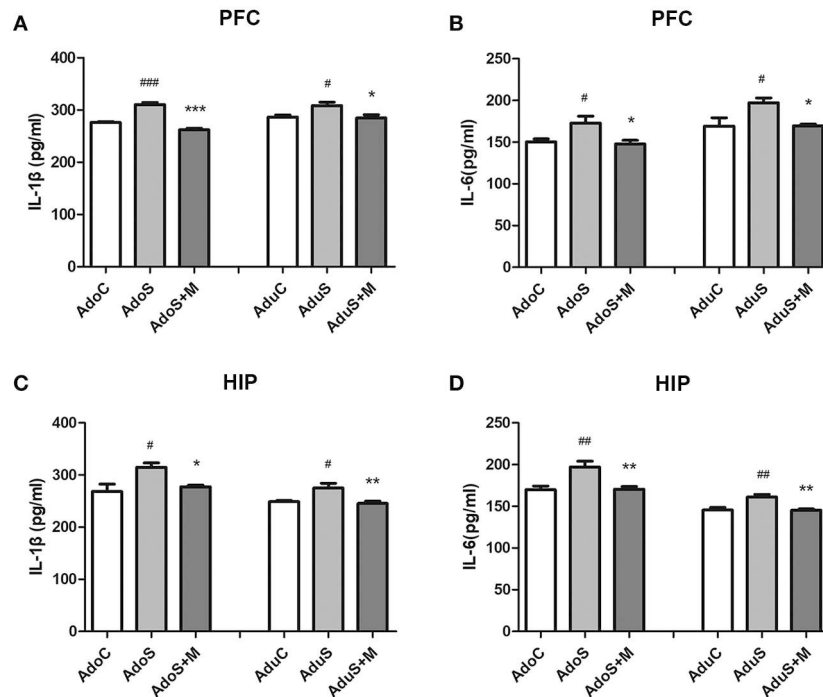 A
PFC
IL-1β (pg/ml)
400
300
200
100
0
###
***
#
*
AdoC
AdoS
AdoS+M
AduC
AduS
AduS+M
B
PFC
IL-6(pg/ml)
250
200
150
100
50
0
#
*
#
*
AdoC
AdoS
AdoS+M
AduC
AduS
AduS+M
C
HIP
IL-1β (pg/ml)
400
300
200
100
0
#
*
#
**
AdoC
AdoS
AdoS+M
AduC
AduS
AduS+M
D
HIP
IL-6(pg/ml)
250
200
150
100
50
0
##
**
##
**
AdoC
AdoS
AdoS+M
AduC
AduS
AduS+M